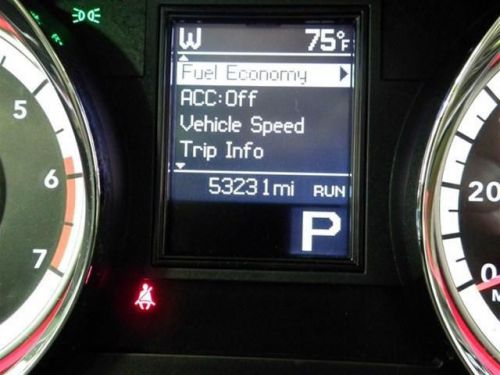 W 75°F
Fuel Economy
ACC:Off
Vehicle Speed
Trip Info
53231mi RUN
P
5
6
7
20
0
M